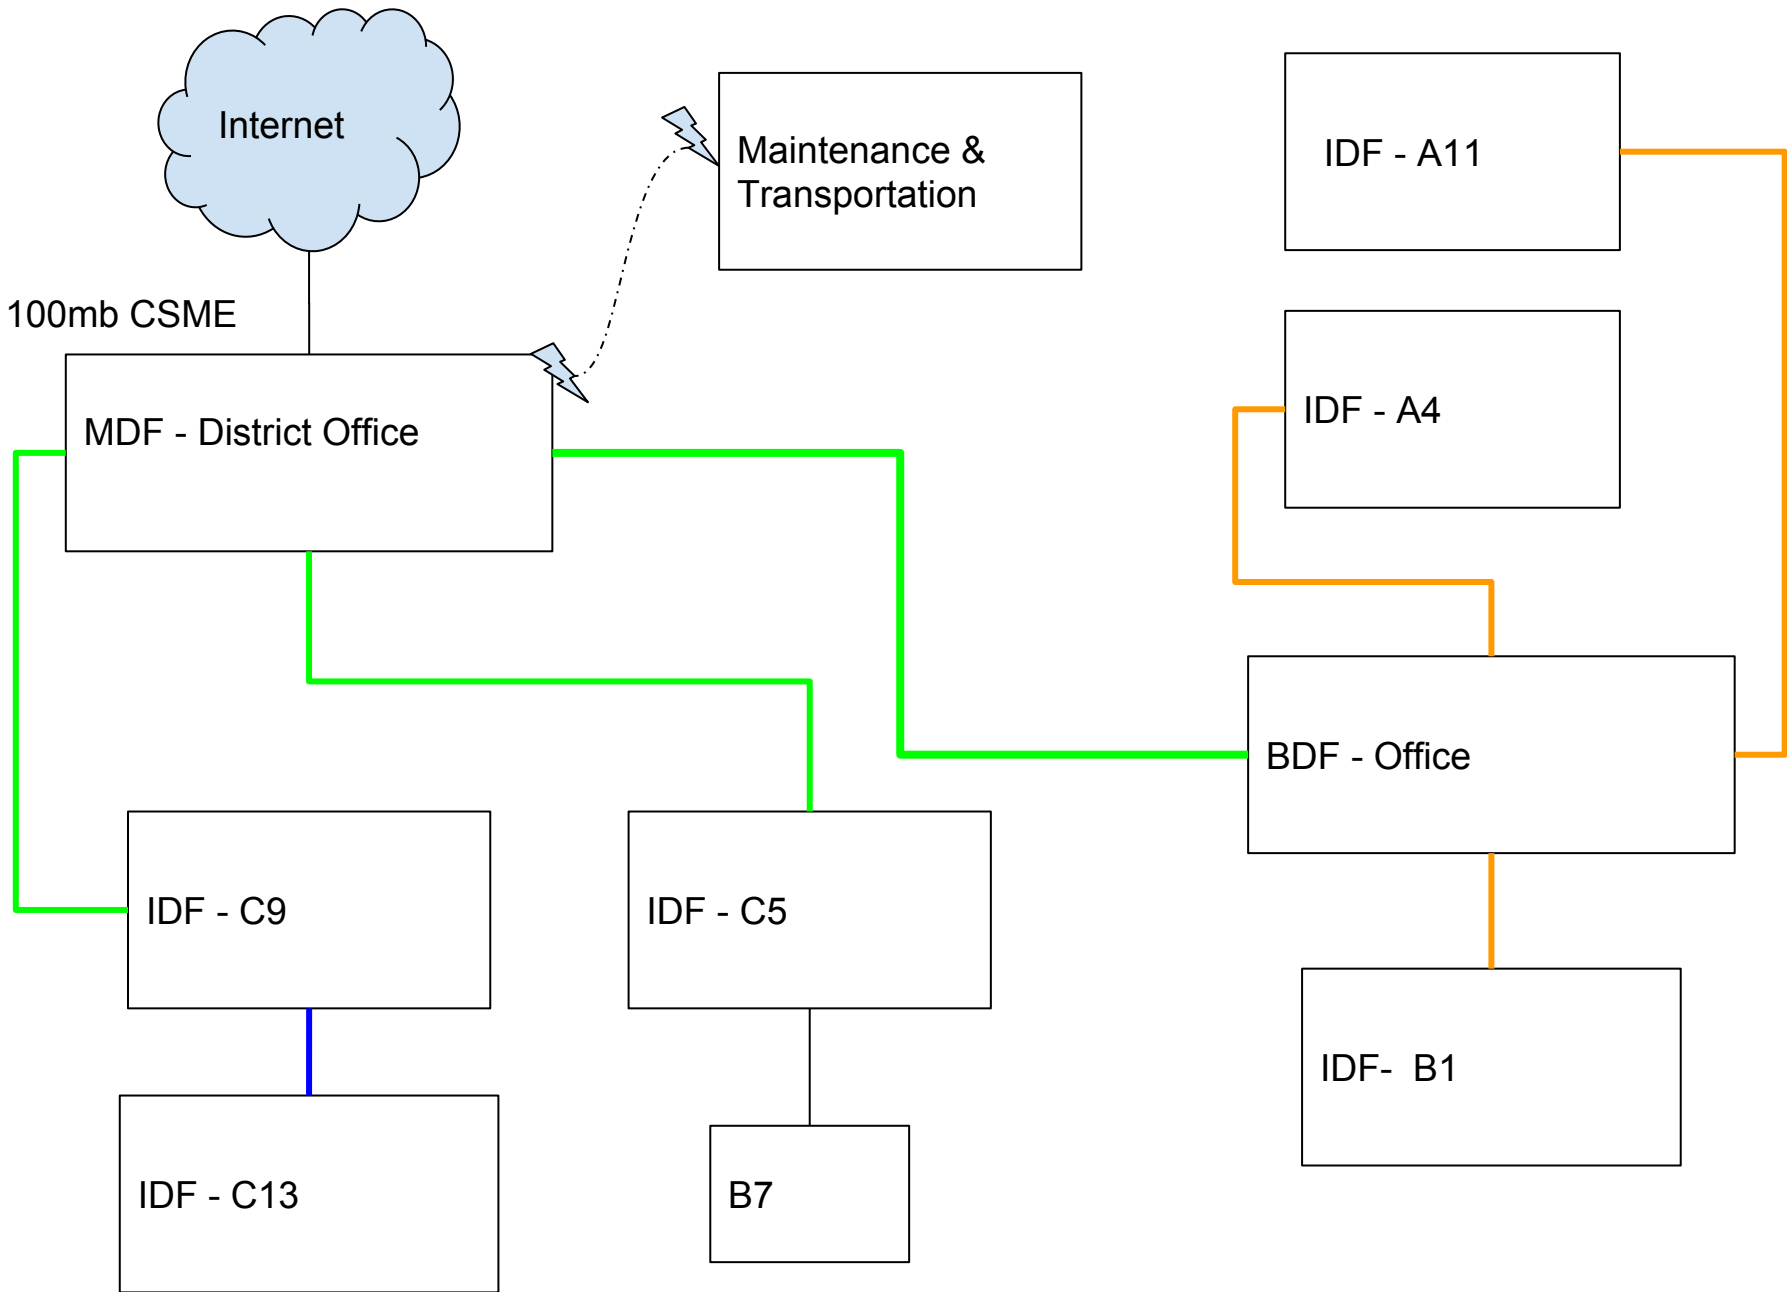 Internet
Maintenance &
Transportation
IDF - A11
100mb CSME
IDF - A4
MDF - District Office
BDF - Office
IDF - C9
IDF - C5
IDF-  B1
IDF - C13
B7